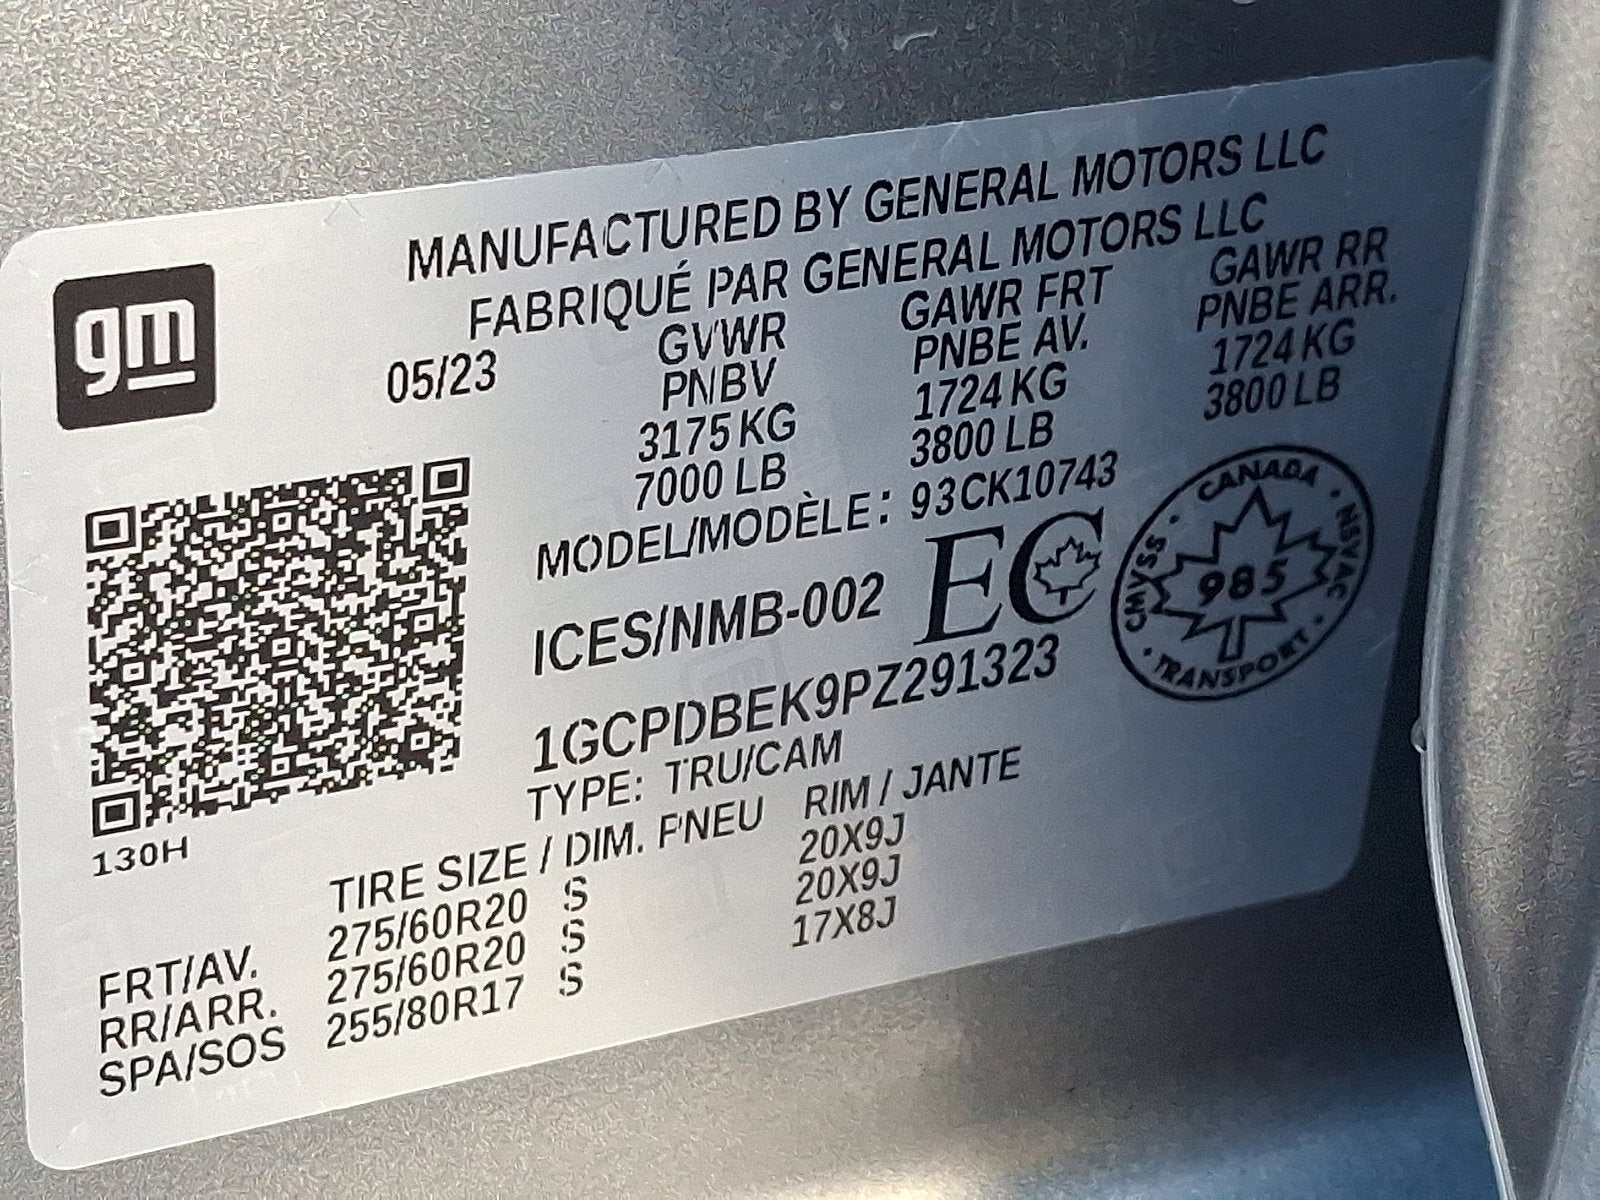 gm
MANUFACTURED BY GENERAL MOTORS LLC
FABRIQUÉ PAR GENERAL MOTORS LLC
05/23
GVWR GAWR FRT GAWR RR
PNBV PNBE AV. PNBE ARR.
3175 KG 1724 KG 1724 KG
7000 LB 3800 LB 3800 LB
MODEL/MODÈLE: 93CK10743
ICES/NMB-002 EC
CANADA
CMVSS 985 NSVAC
TRANSPORT
1GCPDBEK9PZ291323
TYPE: TRU/CAM
130H
TIRE SIZE / DIM. PNEU RIM / JANTE
FRT/AV. 275/60R20 S 20X9J
RR/ARR. 275/60R20 S 20X9J
SPA/SOS 255/80R17 S 17X8J